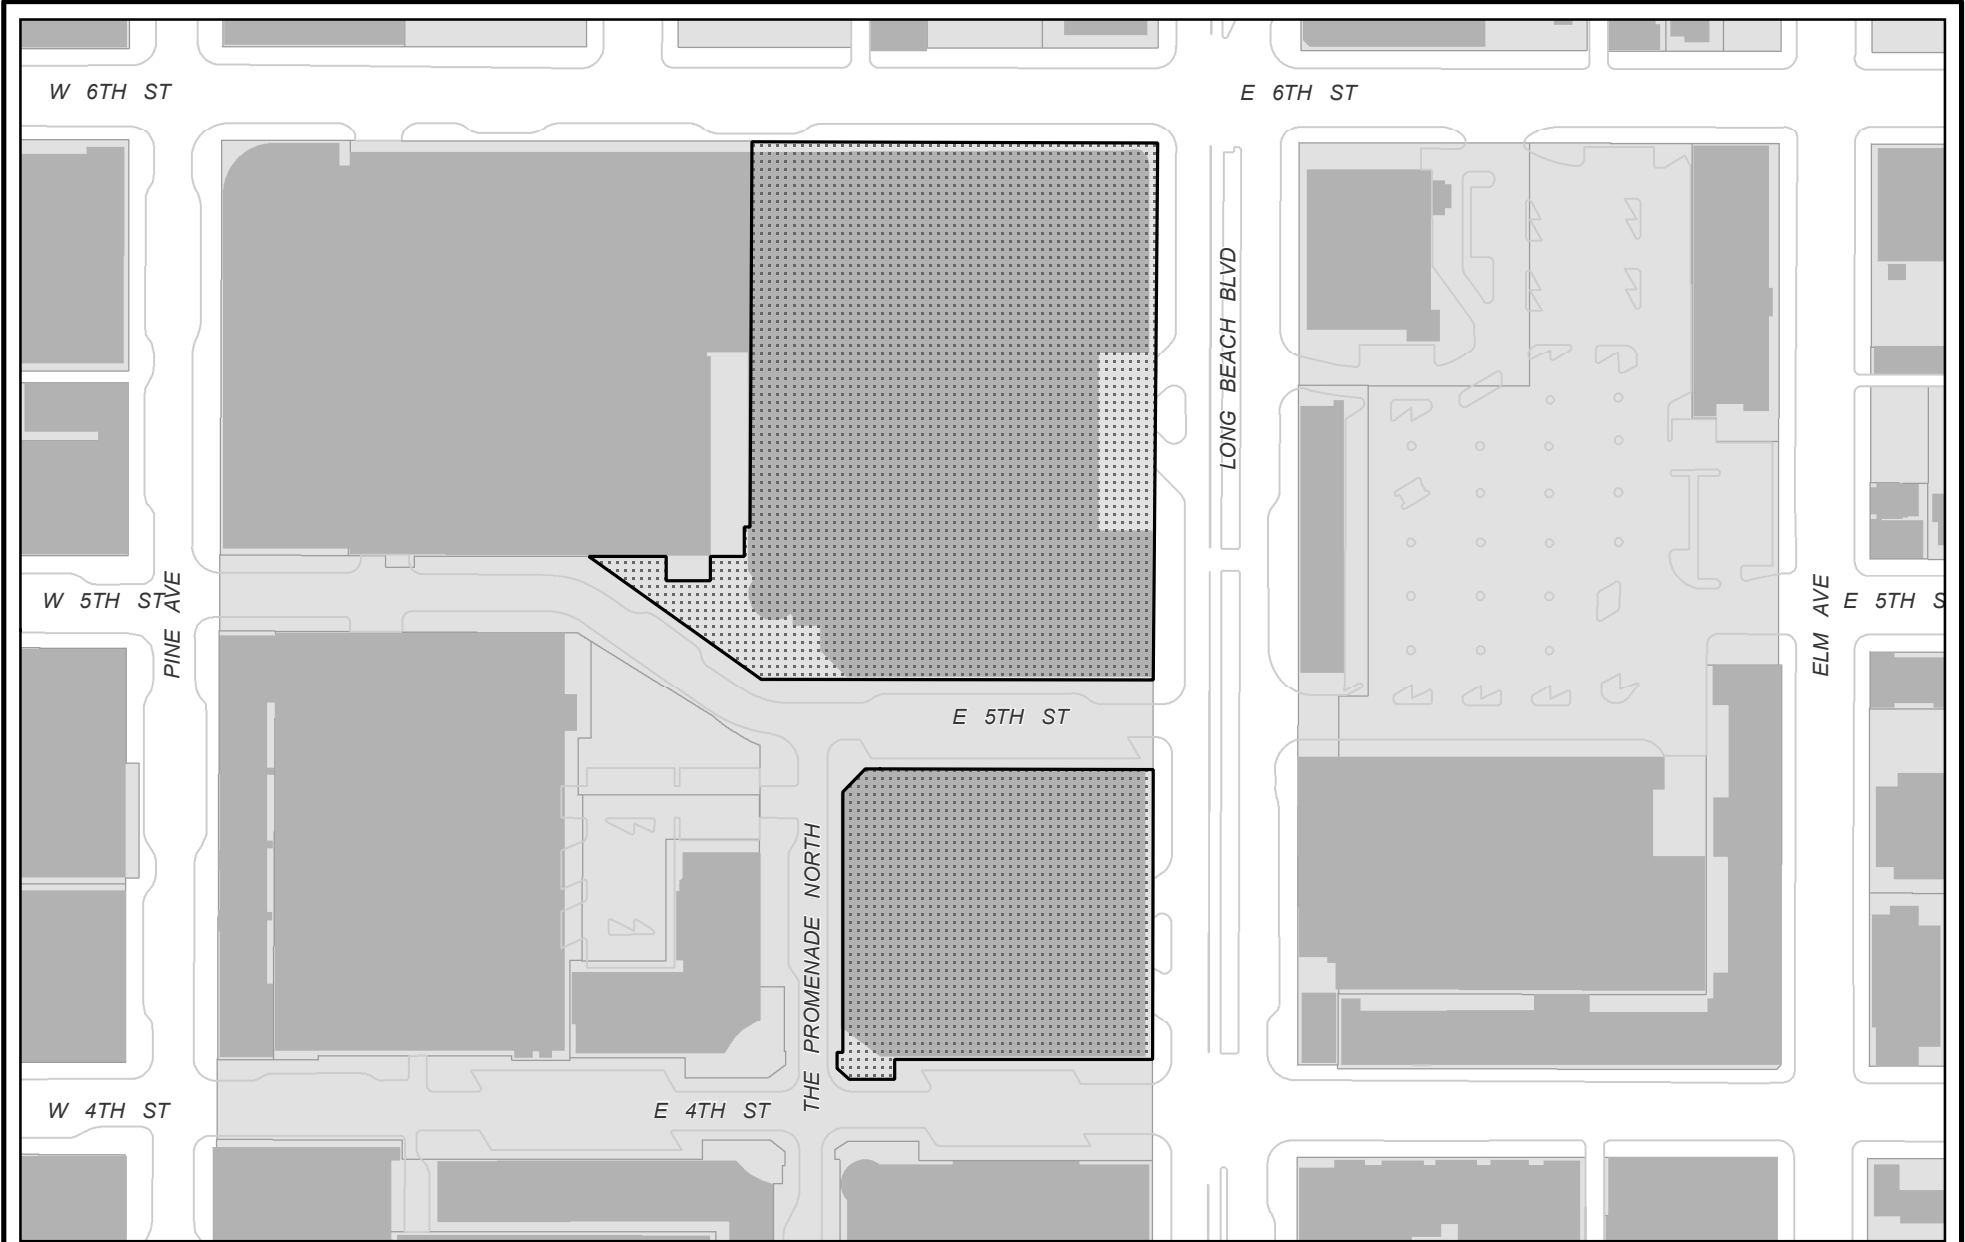 W 6TH ST
E 6TH ST
LONG BEACH BLVD
W 5TH ST
PINE AVE
ELM AVE
E 5TH S
E 5TH ST
THE PROMENADE NORTH
W 4TH ST
E 4TH ST